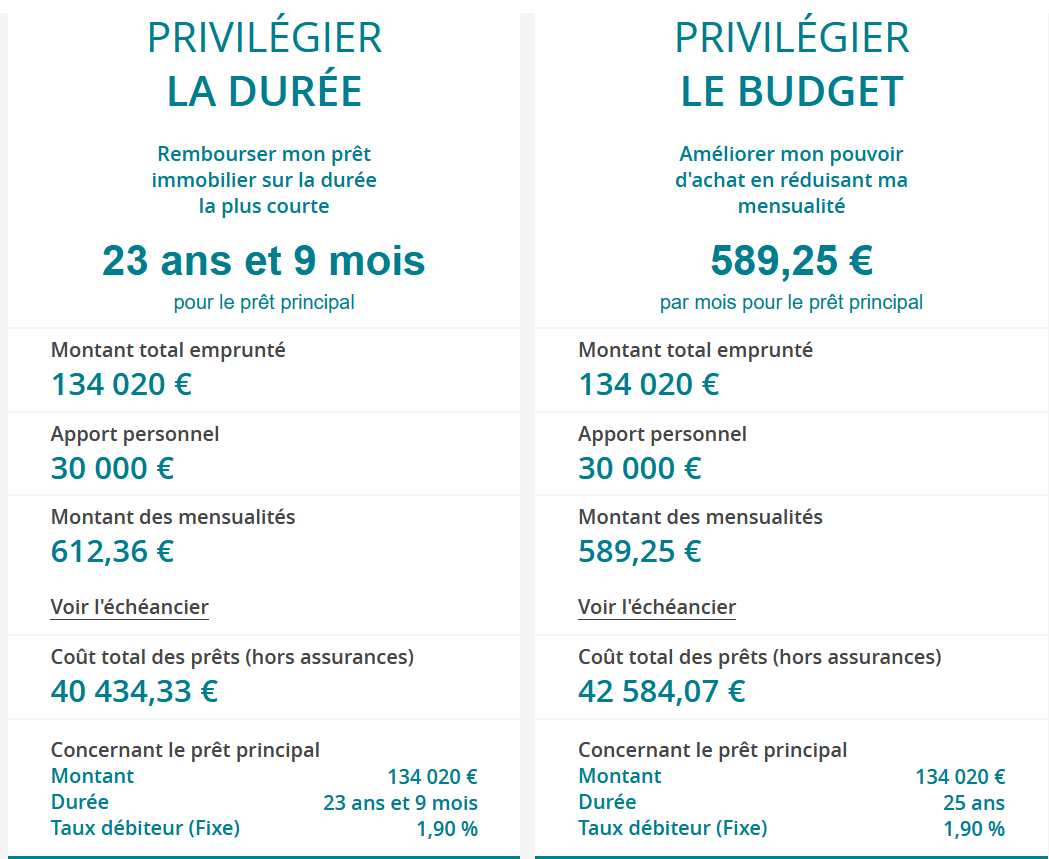 PRIVILÉGIER
LA DURÉE
Rembourser mon prêt
immobilier sur la durée
la plus courte
23 ans et 9 mois
pour le prêt principal
Montant total emprunté
134 020 €
Apport personnel
30 000 €
Montant des mensualités
612,36 €
Voir l'échéancier
Coût total des prêts (hors assurances)
40 434,33 €
Concernant le prêt principal
Montant 134 020 €
Durée 23 ans et 9 mois
Taux débiteur (Fixe) 1,90 %
PRIVILÉGIER
LE BUDGET
Améliorer mon pouvoir
d'achat en réduisant ma
mensualité
589,25 €
par mois pour le prêt principal
Montant total emprunté
134 020 €
Apport personnel
30 000 €
Montant des mensualités
589,25 €
Voir l'échéancier
Coût total des prêts (hors assurances)
42 584,07 €
Concernant le prêt principal
Montant 134 020 €
Durée 25 ans
Taux débiteur (Fixe) 1,90 %